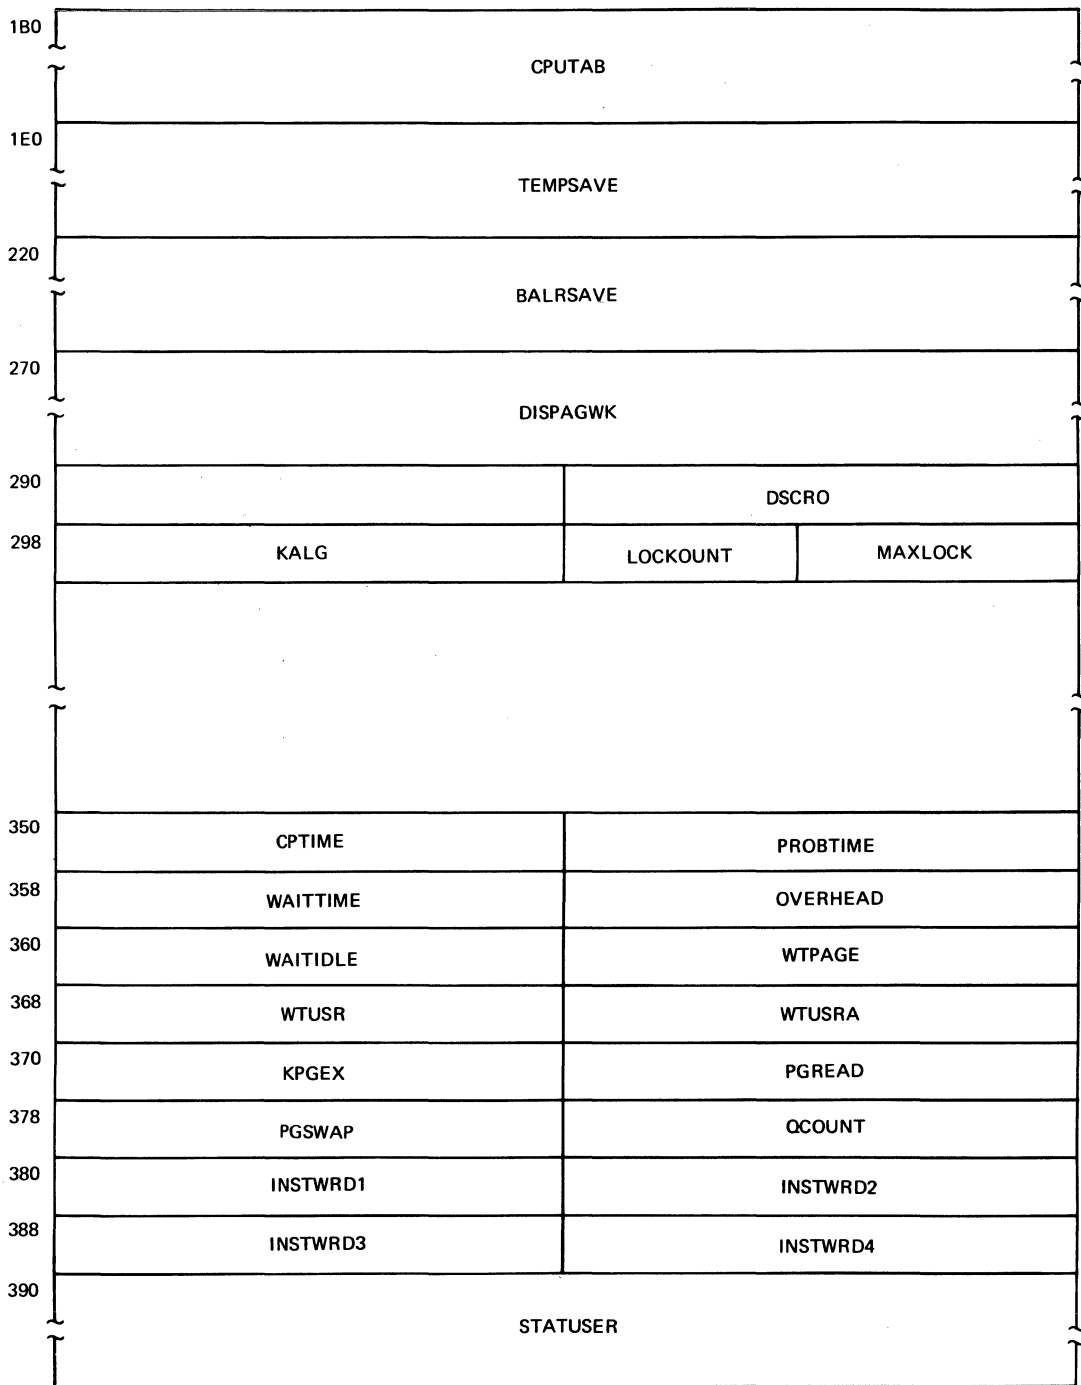 1B0
CPUTAB
1E0
TEMPSAVE
220
BALRSAVE
270
DISPAGWK
290 DSCRO
298 KALG LOCKOUNT MAXLOCK
350 CPTIME PROBTIME
358 WAITTIME OVERHEAD
360 WAITIDLE WTPAGE
368 WTUSR WTUSRA
370 KPGEX PGREAD
378 PGSWAP QCOUNT
380 INSTWRD1 INSTWRD2
388 INSTWRD3 INSTWRD4
390
STATUSER